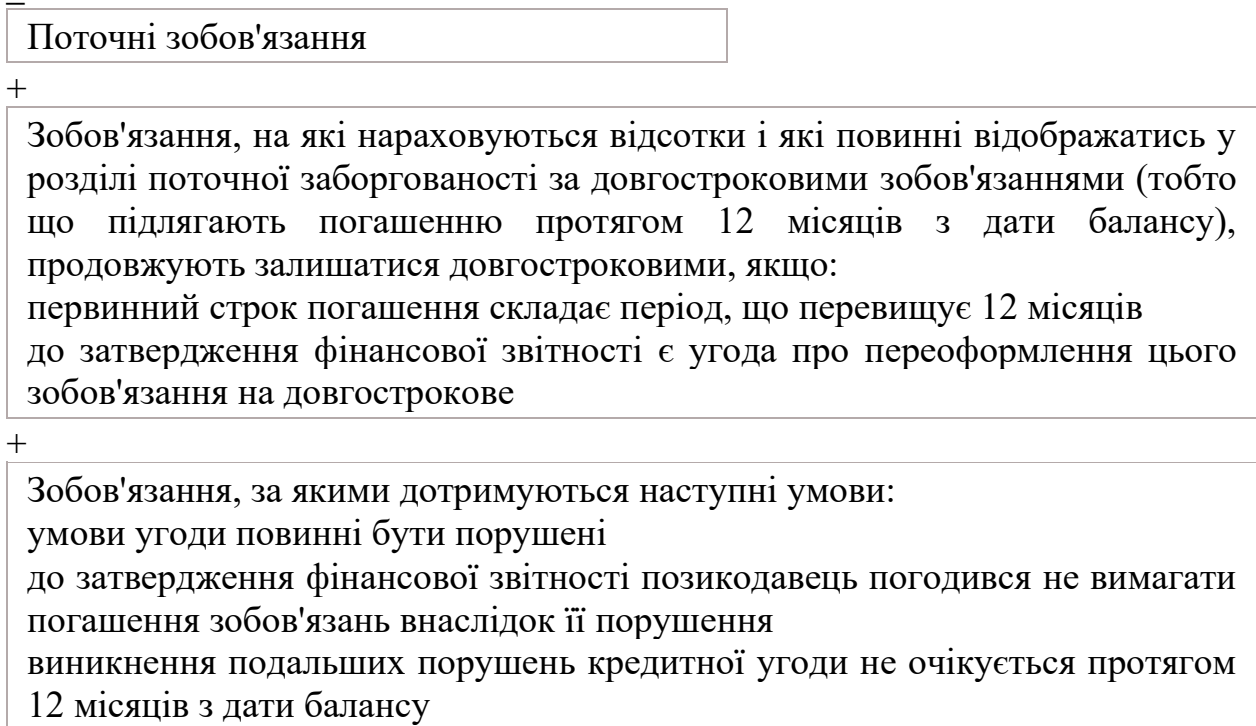 –
Поточні зобов'язання
+
Зобов'язання, на які нараховуються відсотки і які повинні відображатись у
розділі поточної заборгованості за довгостроковими зобов'язаннями (тобто
що підлягають погашенню протягом 12 місяців з дати балансу),
продовжують залишатися довгостроковими, якщо:
первинний строк погашення складає період, що перевищує 12 місяців
до затвердження фінансової звітності є угода про переоформлення цього
зобов'язання на довгострокове
+
Зобов'язання, за якими дотримуються наступні умови:
умови угоди повинні бути порушені
до затвердження фінансової звітності позикодавець погодився не вимагати
погашення зобов'язань внаслідок її порушення
виникнення подальших порушень кредитної угоди не очікується протягом
12 місяців з дати балансу